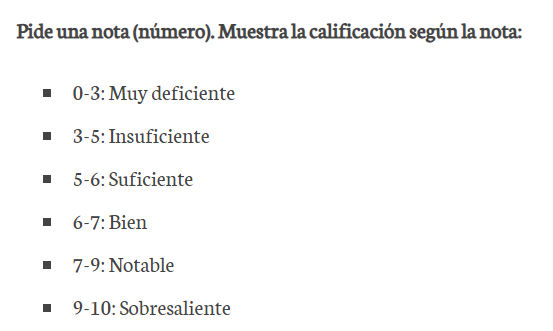 Pide una nota (número). Muestra la calificación según la nota:
▪ 0-3: Muy deficiente
▪ 3-5: Insuficiente
▪ 5-6: Suficiente
▪ 6-7: Bien
▪ 7-9: Notable
▪ 9-10: Sobresaliente